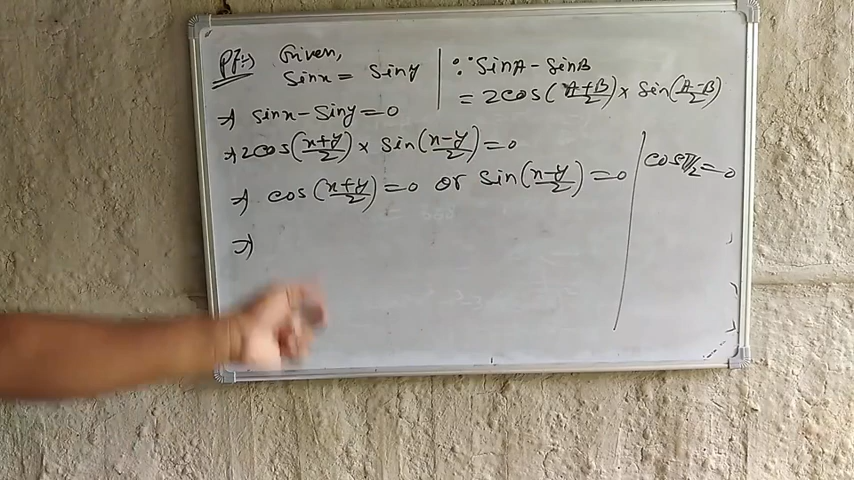 Pf:→ Given,
Sinx = Siny
⇒ Sinx - Siny = 0
⇒ 2cos(x+y/2) × Sin(x-y/2) = 0
⇒ cos(x+y/2) = 0 or Sin(x-y/2) = 0
⇒
∵ SinA - SinB
= 2cos(A+B/2) × Sin(A-B/2)
cosπ/2 = 0